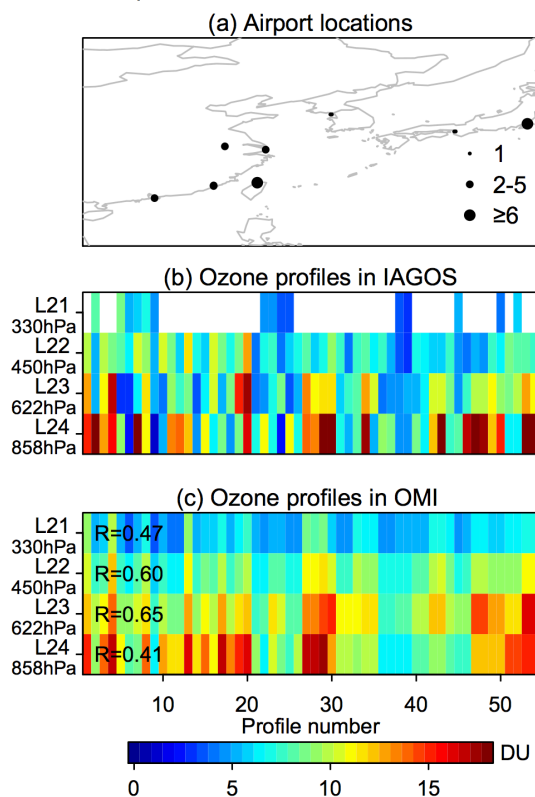 (a) Airport locations
1
2-5
≥6
(b) Ozone profiles in IAGOS
L21
330hPa
L22
450hPa
L23
622hPa
L24
858hPa
(c) Ozone profiles in OMI
L21 R=0.47
330hPa
L22 R=0.60
450hPa
L23 R=0.65
622hPa
L24 R=0.41
858hPa
10 20 30 40 50
Profile number
DU
0 5 10 15